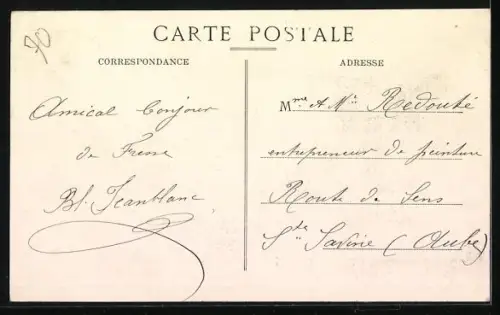 70
CARTE POSTALE
CORRESPONDANCE
Amical bonjour
de Fresse
Bl. Jeanblanc
ADRESSE
Mme et Mr Redouté
entrepreneur de peinture
Route de Sens
Ste Savine (Aube)